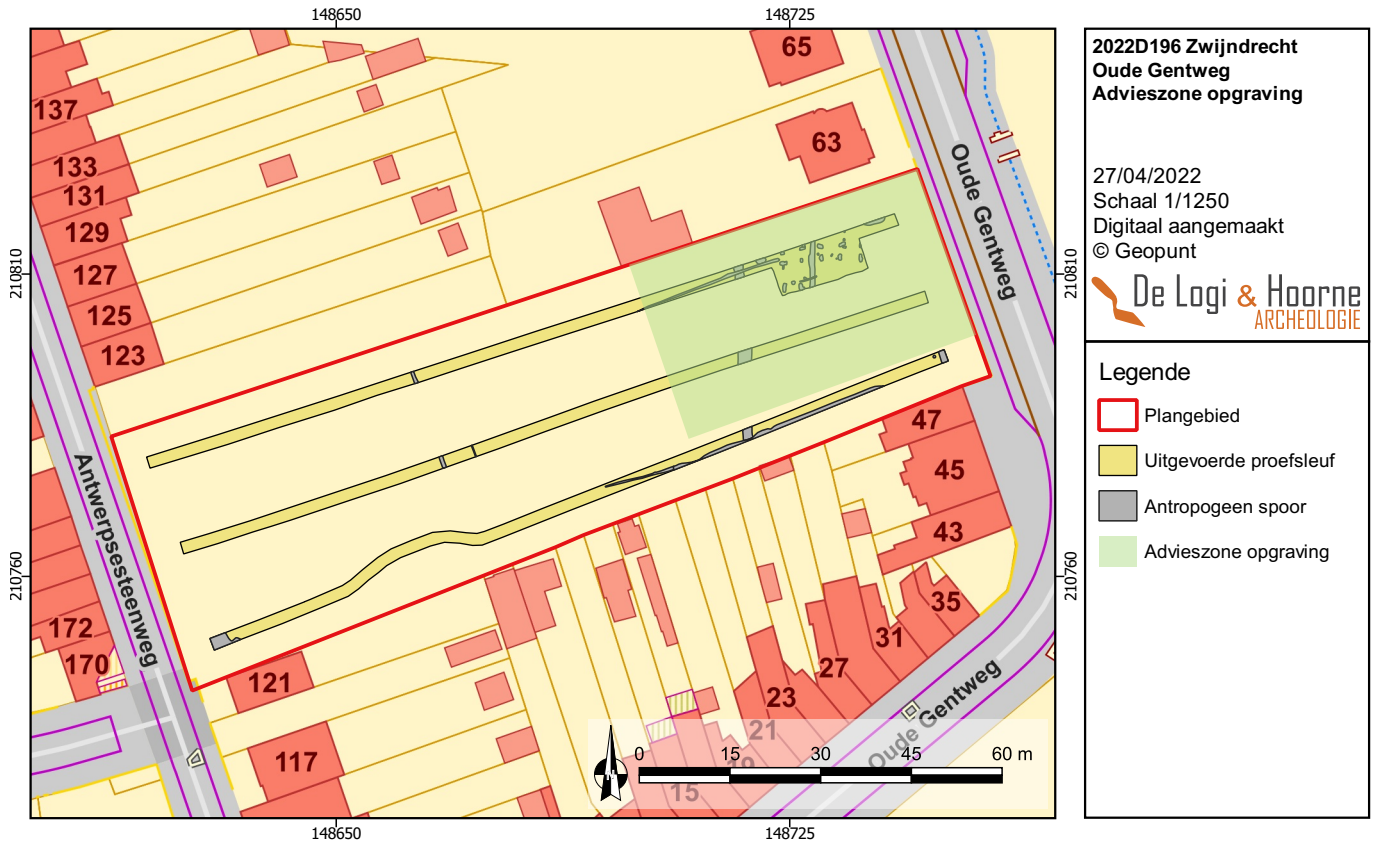 148650
148725
210810
210810
210760
210760
148650
148725
137
133
131
129
127
125
123
65
63
Oude Gentweg
47
45
43
35
31
27
23
21
19
15
Antwerpsesteenweg
172
170
121
117
Oude Gentweg
N
0 15 30 45 60 m
2022D196 Zwijndrecht
Oude Gentweg
Advieszone opgraving
27/04/2022
Schaal 1/1250
Digitaal aangemaakt
© Geopunt
De Logi & Hoorne
ARCHEOLOGIE
Legende
Plangebied
Uitgevoerde proefsleuf
Antropogeen spoor
Advieszone opgraving